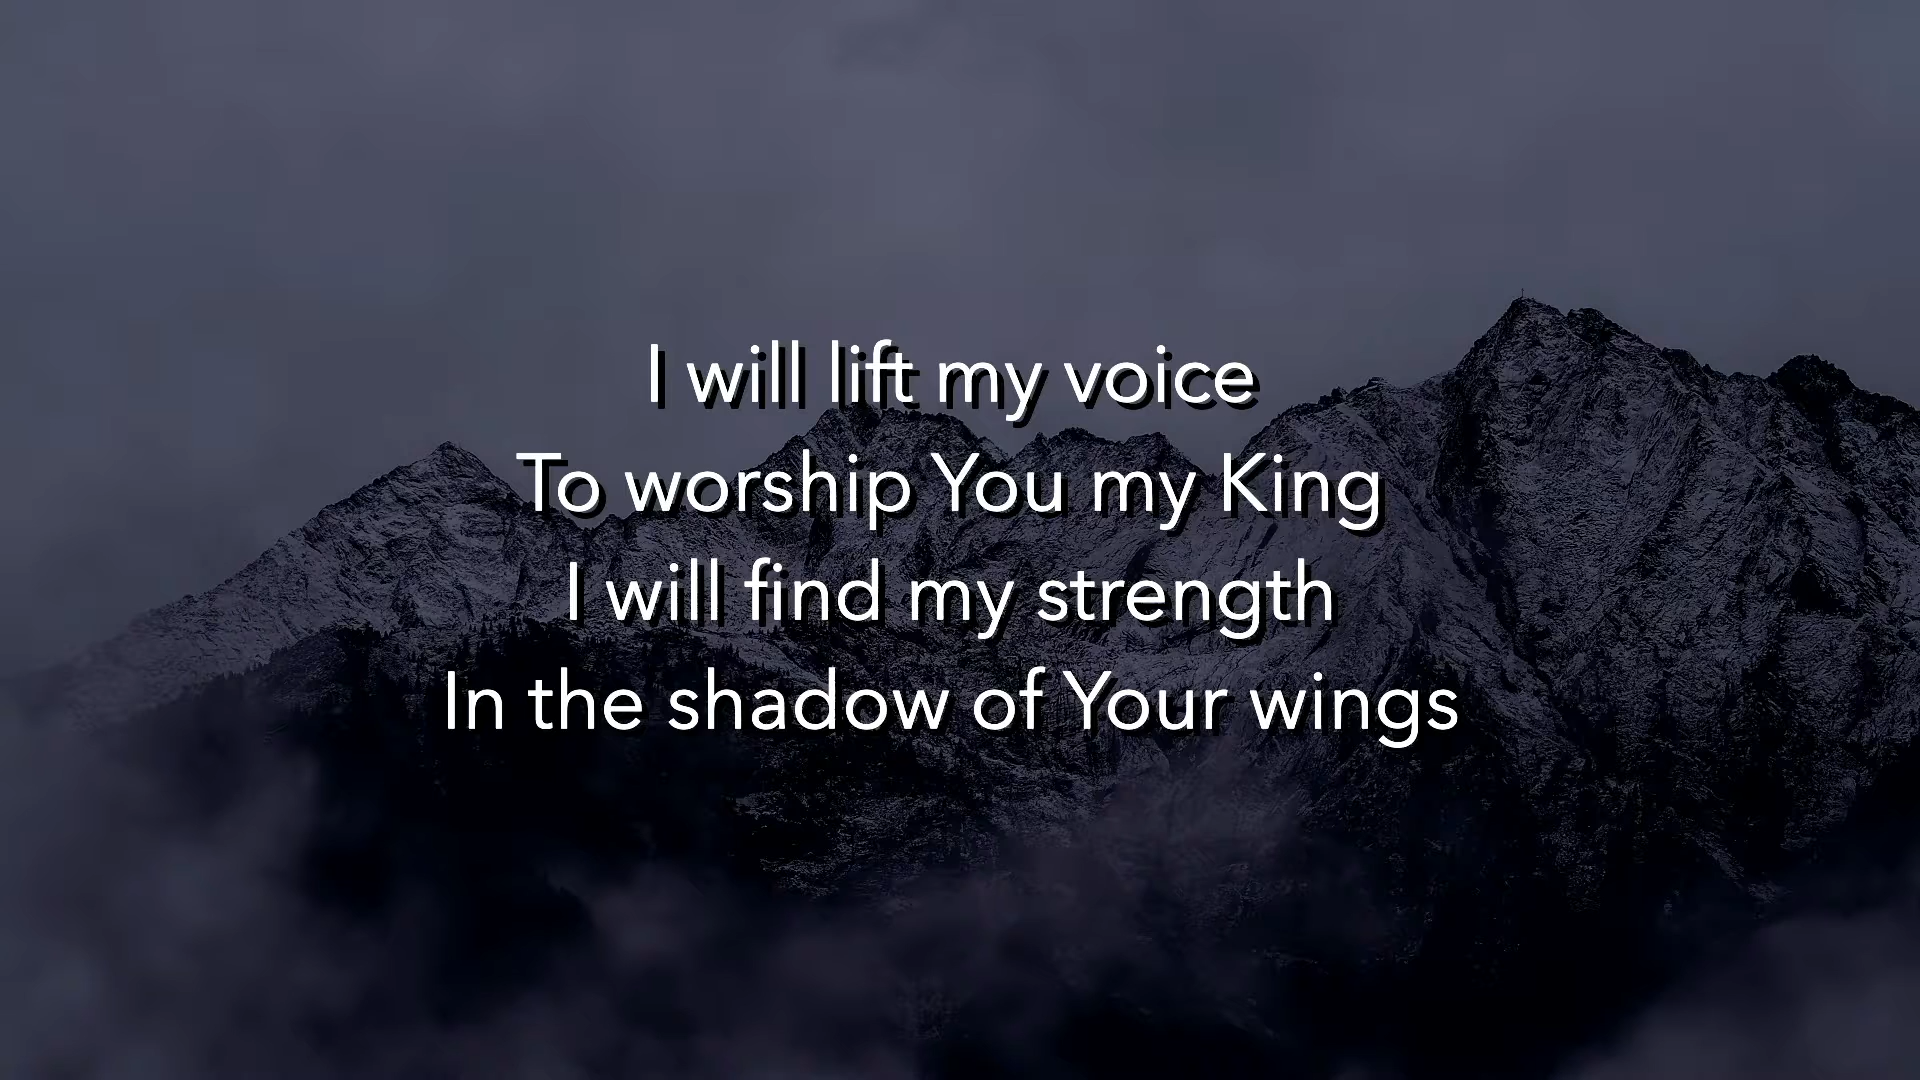 I will lift my voice
To worship You my King
I will find my strength
In the shadow of Your wings